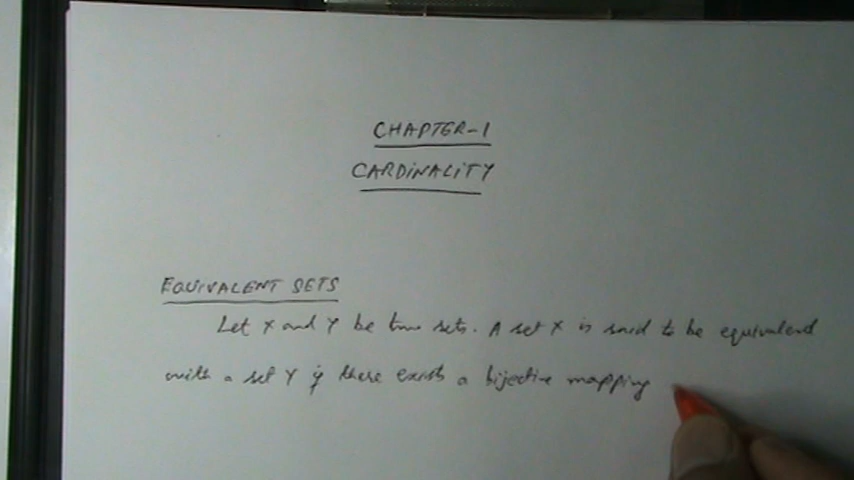 CHAPTER-1
CARDINALITY
EQUIVALENT SETS
Let X and Y be two sets. A set X is said to be equivalent
with a set Y if there exists a bijective mapping